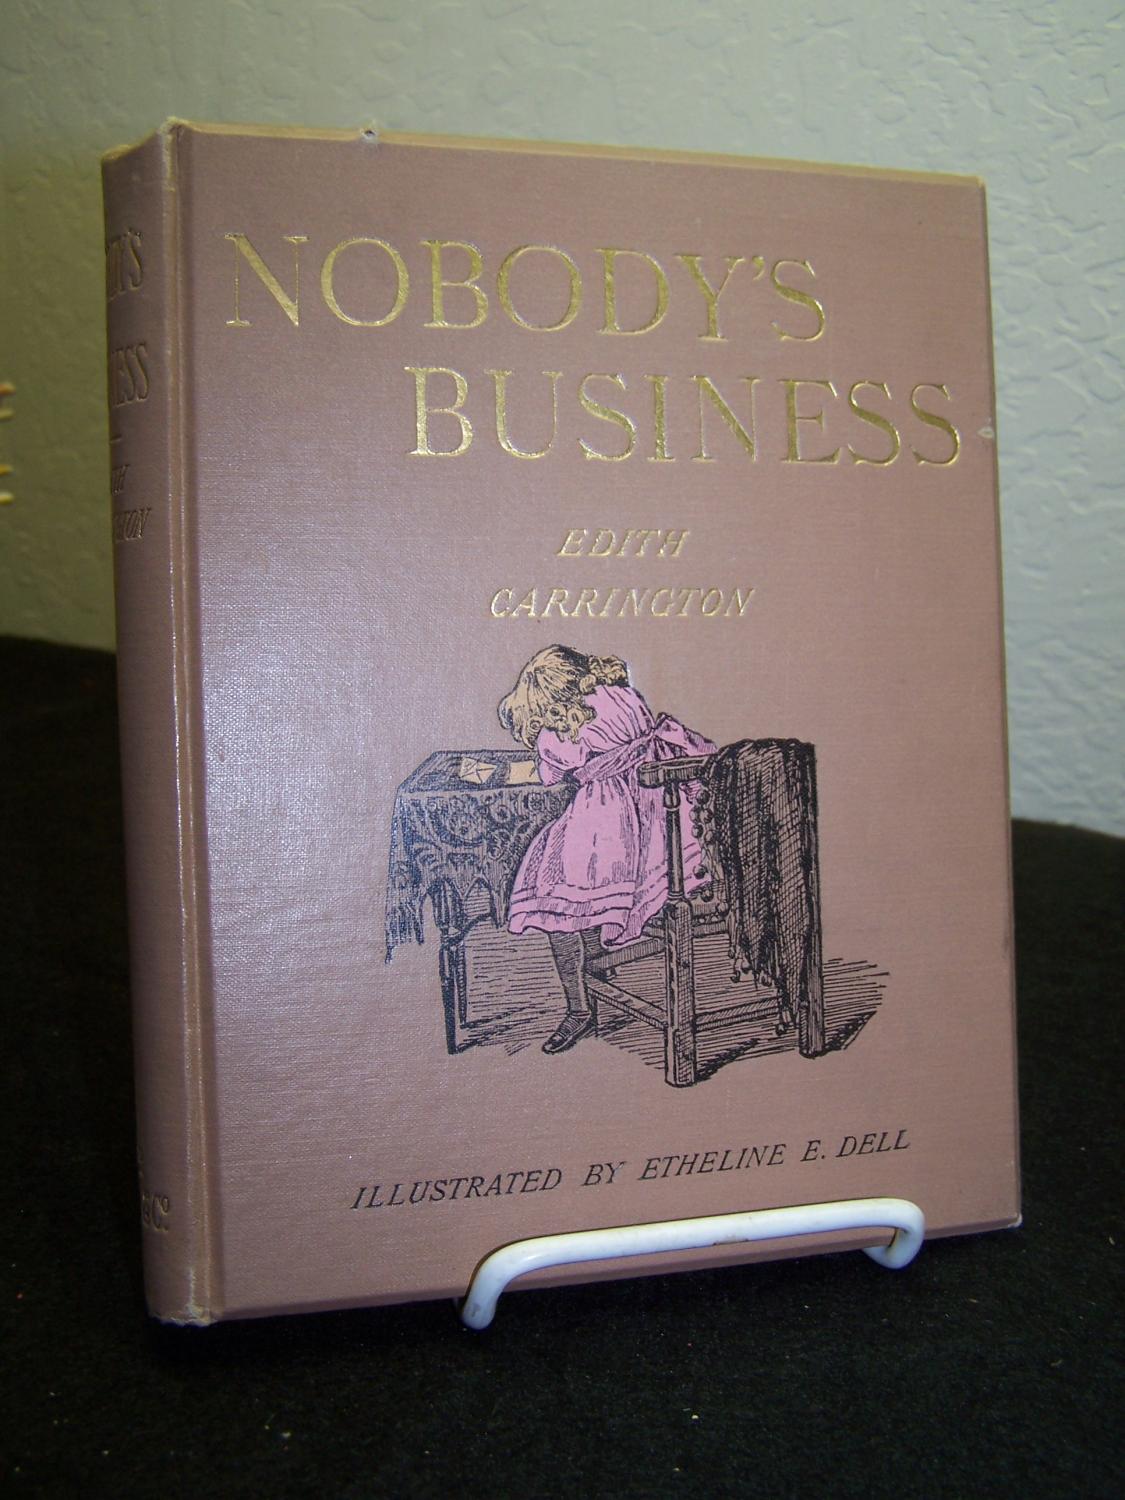 NOBODY'S
BUSINESS
EDITH
CARRINGTON
ILLUSTRATED BY ETHELINE E. DELL